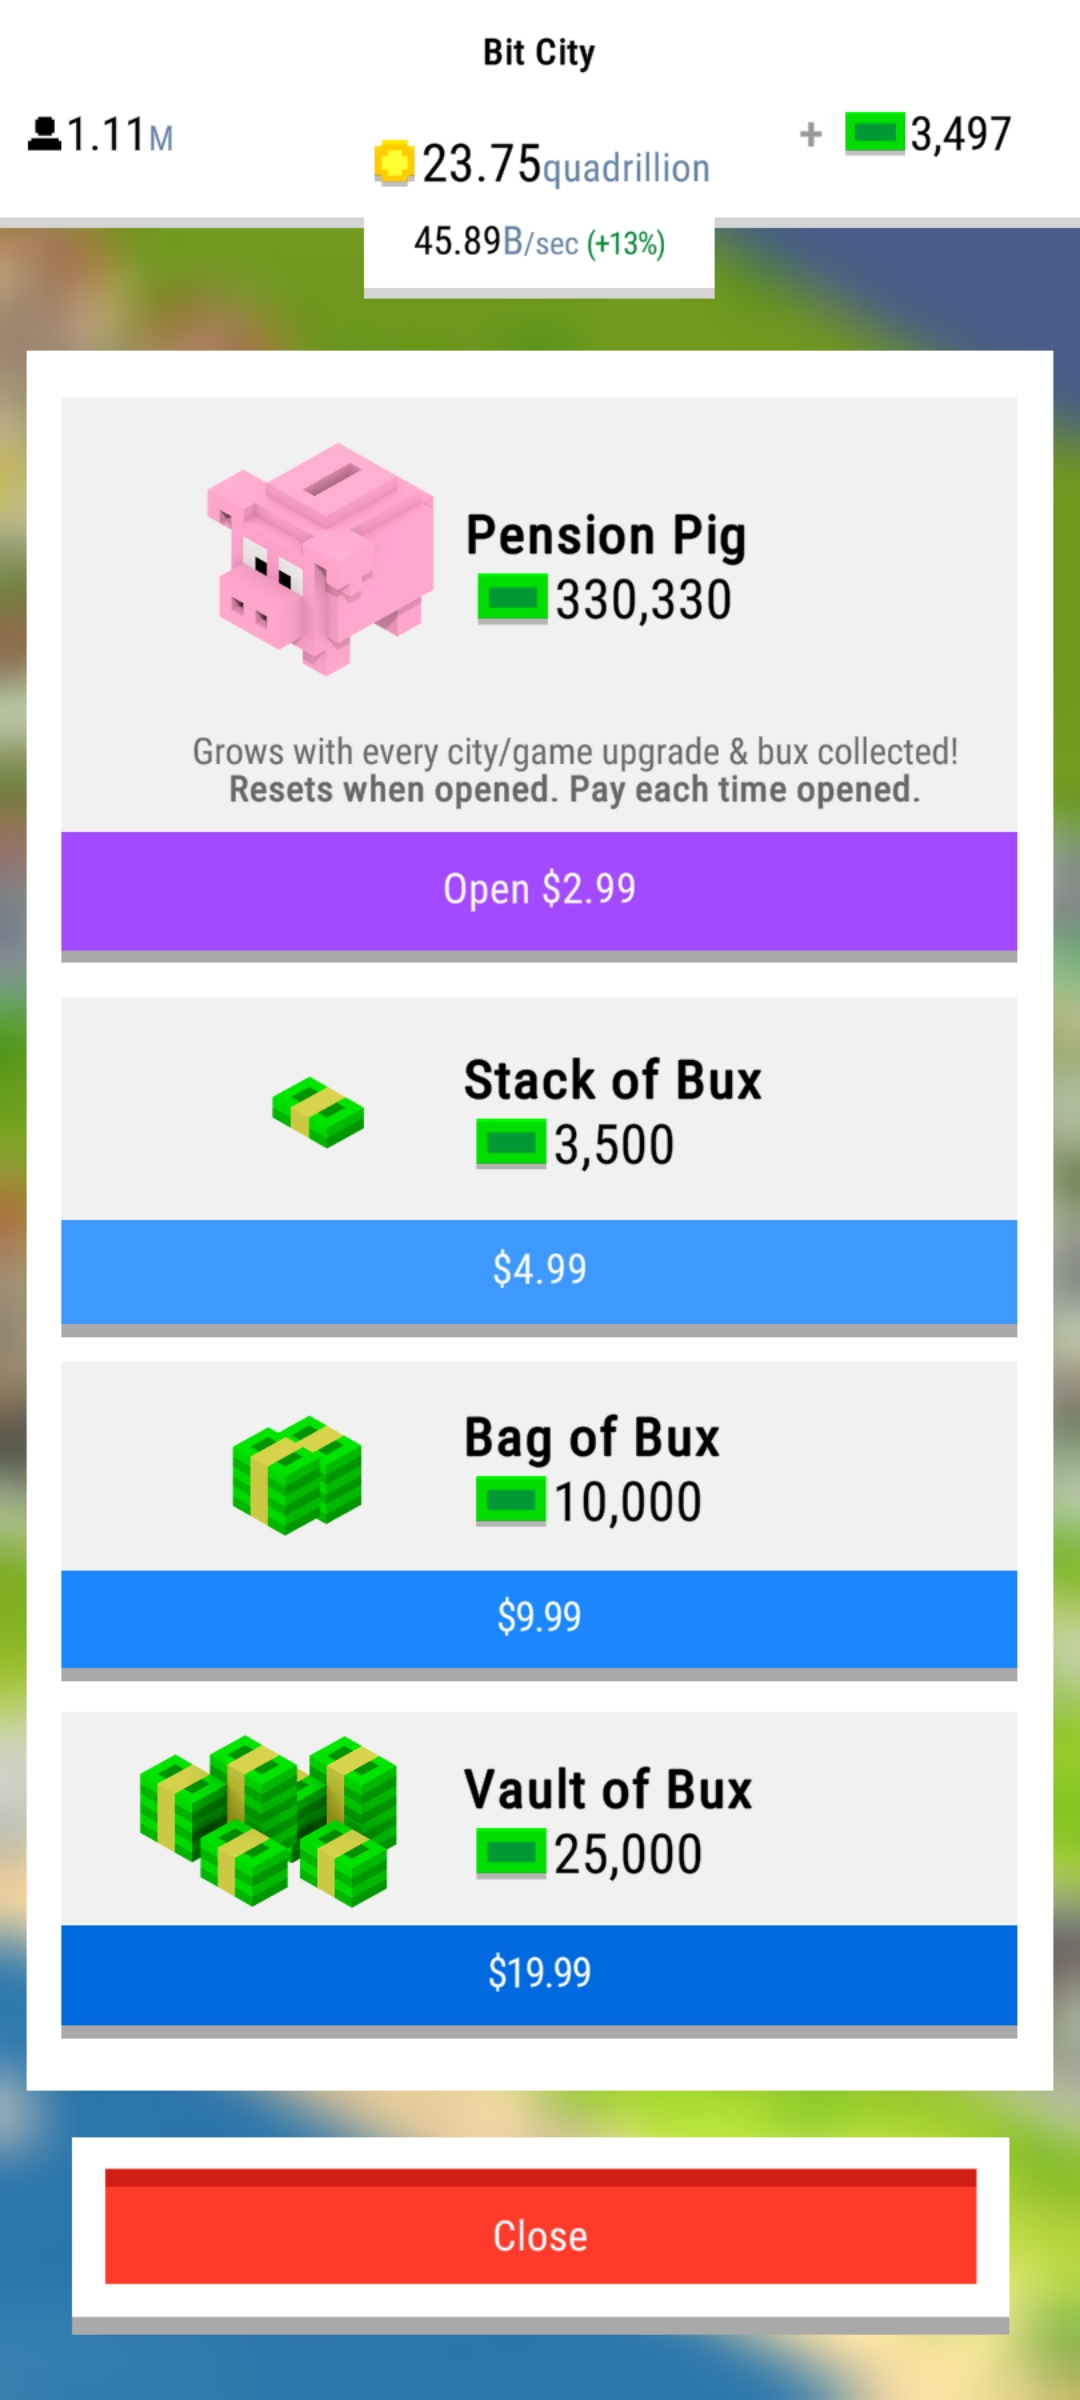 Bit City
1.11M
23.75quadrillion
+ 3,497
45.89B/sec (+13%)
Pension Pig
330,330
Grows with every city/game upgrade & bux collected!
Resets when opened. Pay each time opened.
Open $2.99
Stack of Bux
3,500
$4.99
Bag of Bux
10,000
$9.99
Vault of Bux
25,000
$19.99
Close